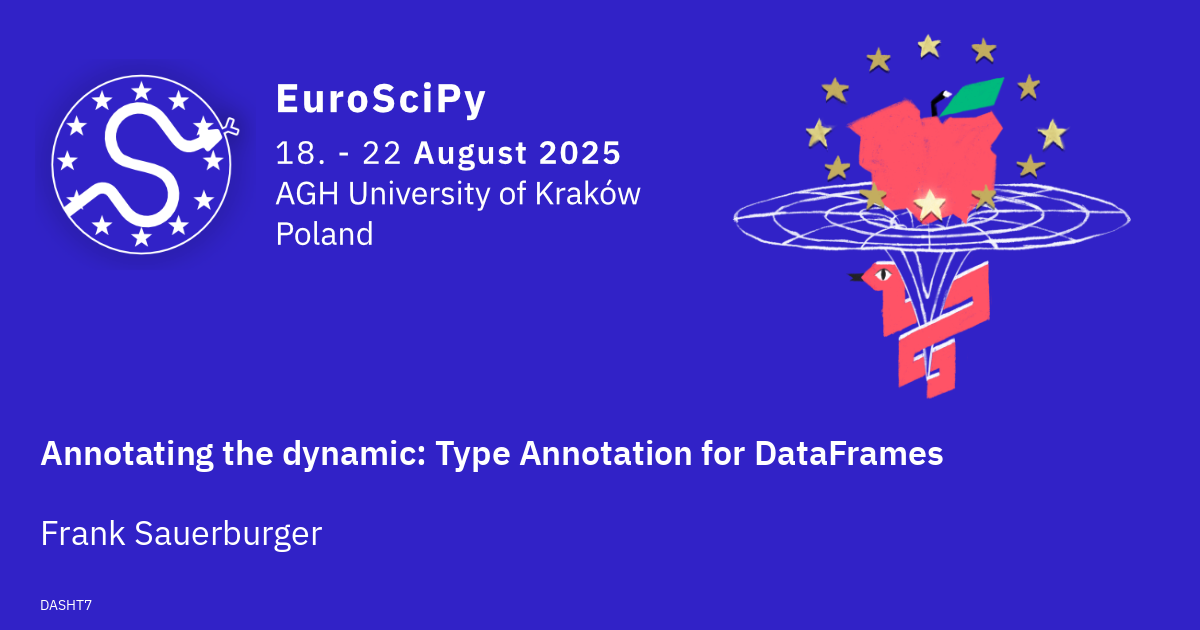 EuroSciPy
18. - 22 August 2025
AGH University of Kraków
Poland
Annotating the dynamic: Type Annotation for DataFrames
Frank Sauerburger
DASHT7